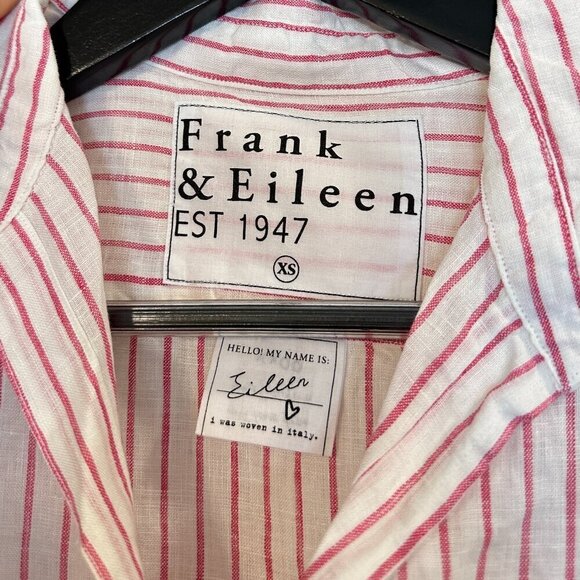 Frank
& Eileen
EST 1947
XS
HELLO! MY NAME IS:
Eileen
i was woven in italy.